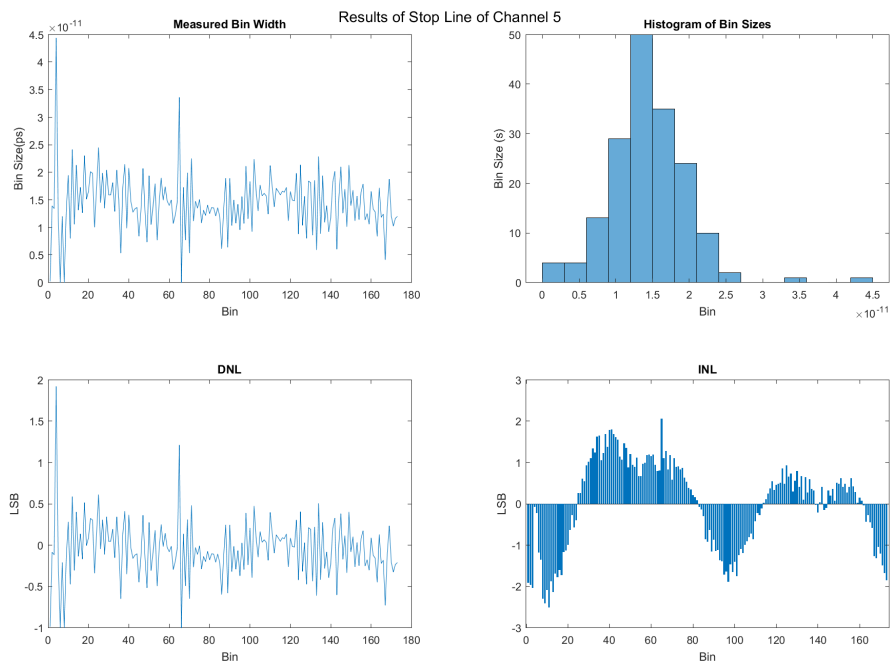 Results of Stop Line of Channel 5
×10⁻¹¹
Measured Bin Width
4.5
4
3.5
3
2.5
2
1.5
1
0.5
0
Bin Size(ps)
0 20 40 60 80 100 120 140 160 180
Bin
Histogram of Bin Sizes
50
40
30
20
10
0
Bin Size (s)
0 0.5 1 1.5 2 2.5 3 3.5 4 4.5
Bin
×10⁻¹¹
DNL
2
1.5
1
0.5
0
-0.5
-1
LSB
0 20 40 60 80 100 120 140 160 180
Bin
INL
3
2
1
0
-1
-2
-3
LSB
0 20 40 60 80 100 120 140 160
Bin